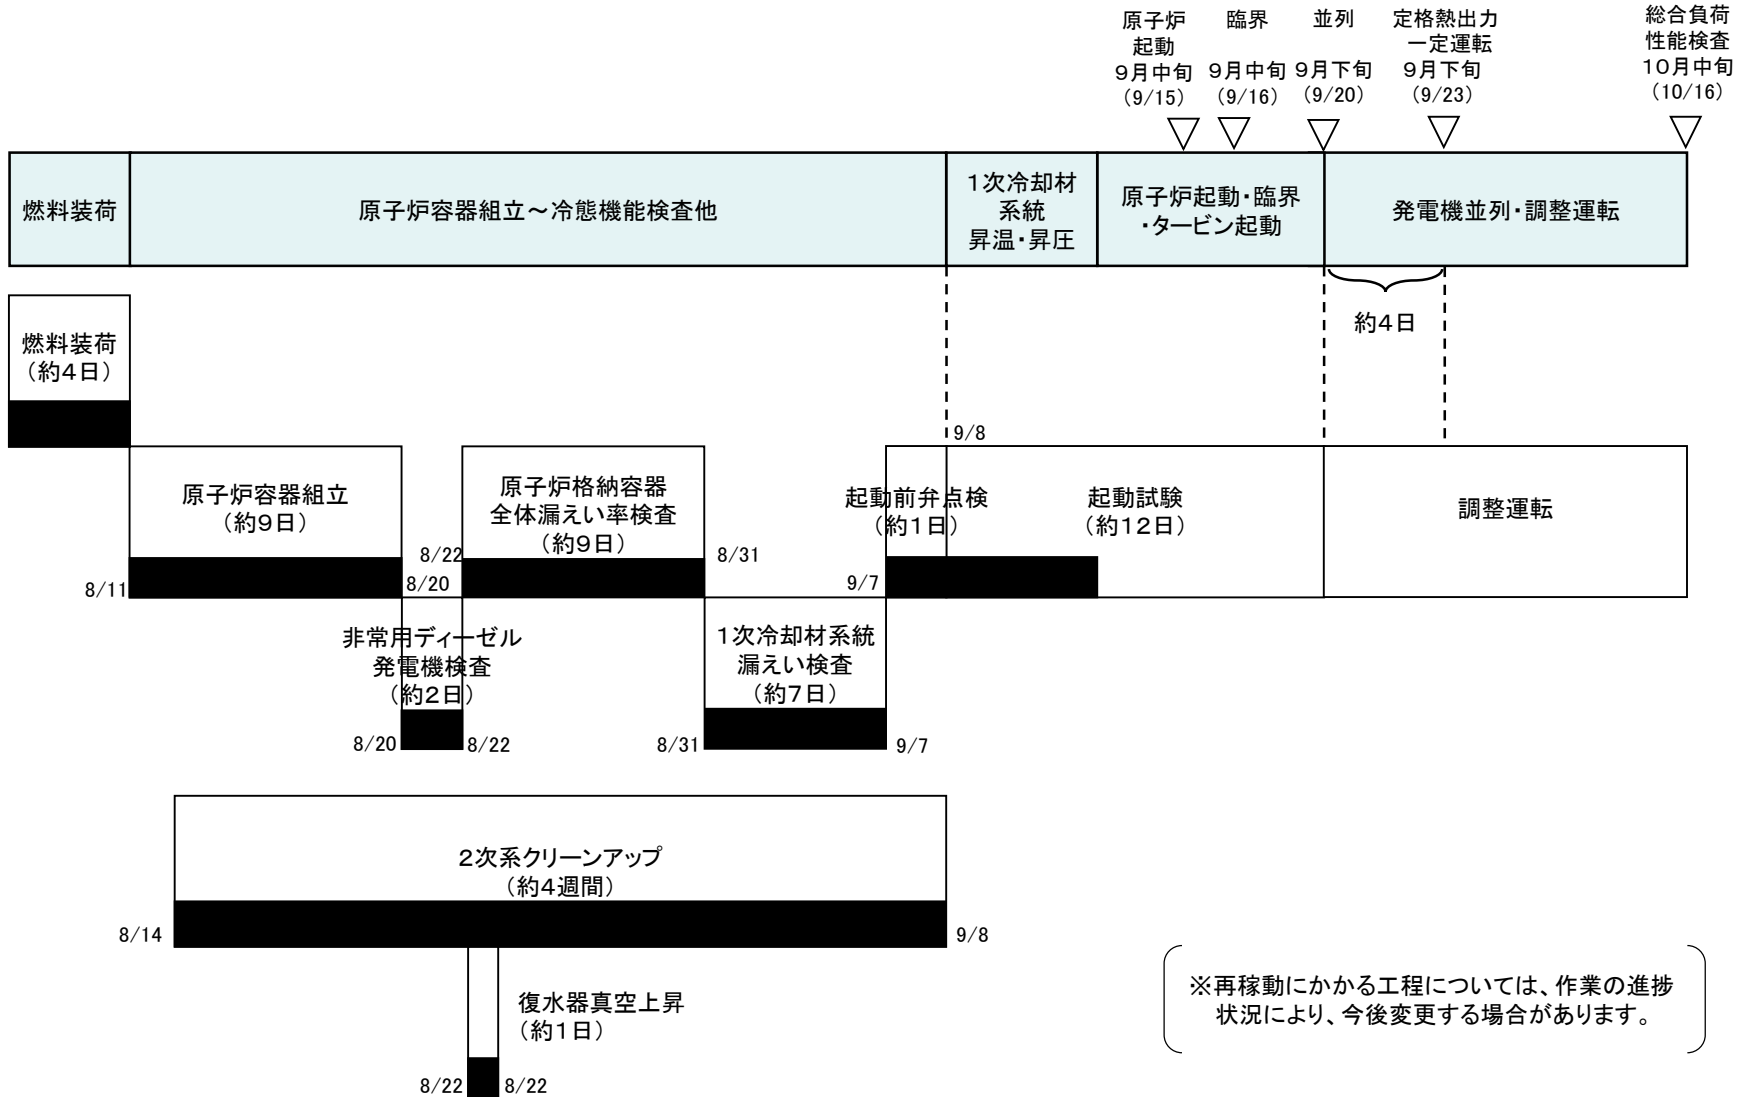 原子炉
起動
9月中旬
(9/15)
臨界
9月中旬
(9/16)
並列
9月下旬
(9/20)
定格熱出力
一定運転
9月下旬
(9/23)
総合負荷
性能検査
10月中旬
(10/16)
燃料装荷
原子炉容器組立～冷態機能検査他
1次冷却材
系統
昇温・昇圧
原子炉起動・臨界
・タービン起動
発電機並列・調整運転
約4日
燃料装荷
(約4日)
9/8
原子炉容器組立
(約9日)
原子炉格納容器
全体漏えい率検査
(約9日)
起動前弁点検
(約1日)
起動試験
(約12日)
調整運転
8/11
8/20
8/22
8/31
9/7
非常用ディーゼル
発電機検査
(約2日)
1次冷却材系統
漏えい検査
(約7日)
8/20
8/22
8/31
9/7
2次系クリーンアップ
(約4週間)
8/14
9/8
復水器真空上昇
(約1日)
8/22
8/22
※再稼動にかかる工程については、作業の進捗
状況により、今後変更する場合があります。